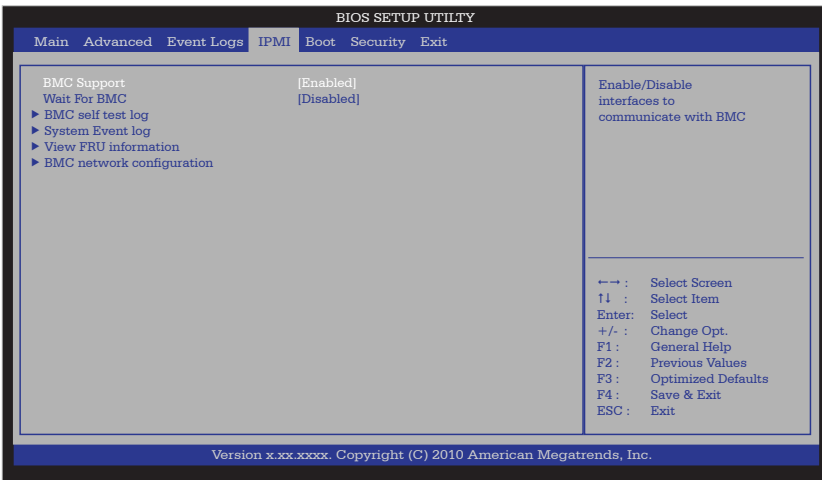 BIOS SETUP UTILTY
Main Advanced Event Logs IPMI Boot Security Exit
BMC Support [Enabled]
Wait For BMC [Disabled]
▶ BMC self test log
▶ System Event log
▶ View FRU information
▶ BMC network configuration
Enable/Disable
interfaces to
communicate with BMC
←→ : Select Screen
↑↓ : Select Item
Enter: Select
+/- : Change Opt.
F1 : General Help
F2 : Previous Values
F3 : Optimized Defaults
F4 : Save & Exit
ESC : Exit
Version x.xx.xxxx. Copyright (C) 2010 American Megatrends, Inc.